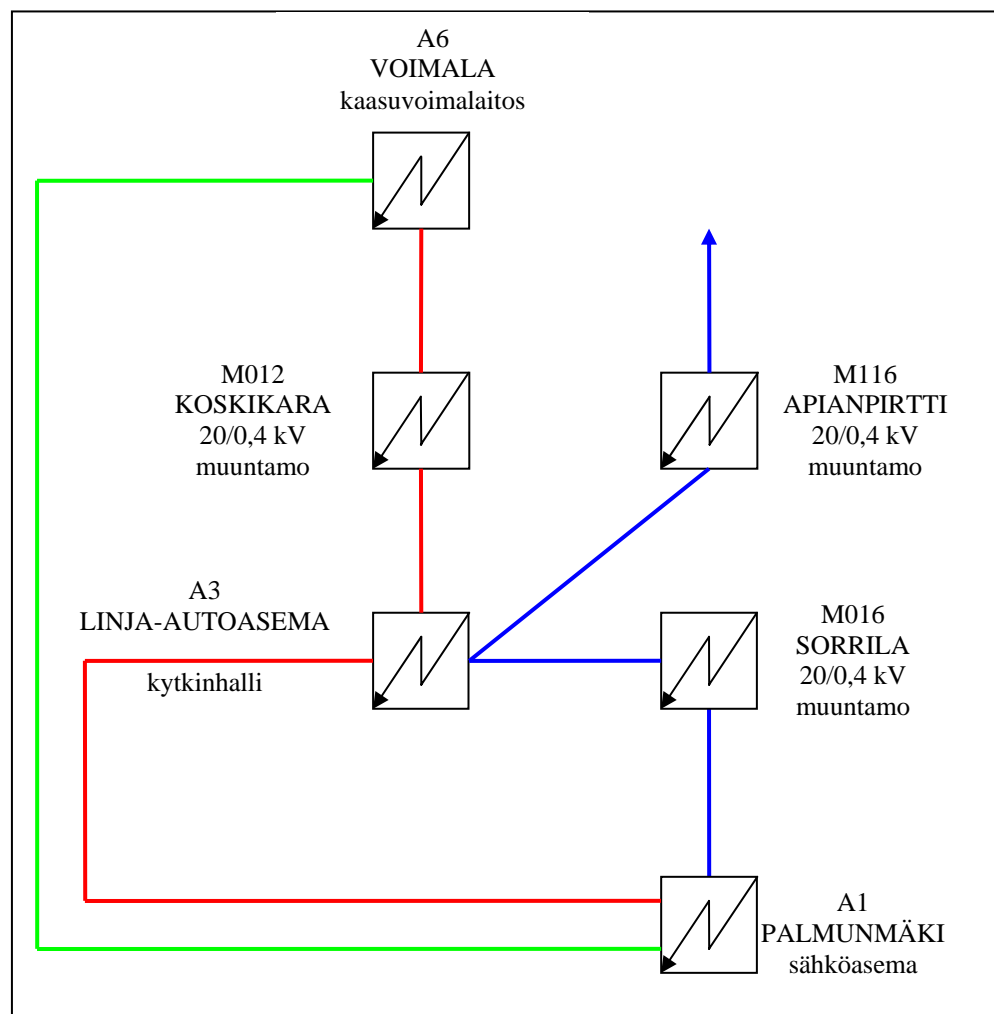 A6
VOIMALA
kaasuvoimalaitos
M012
KOSKIKARA
20/0,4 kV
muuntamo
M116
APIANPIRTTI
20/0,4 kV
muuntamo
A3
LINJA-AUTOASEMA
kytkinhalli
M016
SORRILA
20/0,4 kV
muuntamo
A1
PALMUNMÄKI
sähköasema